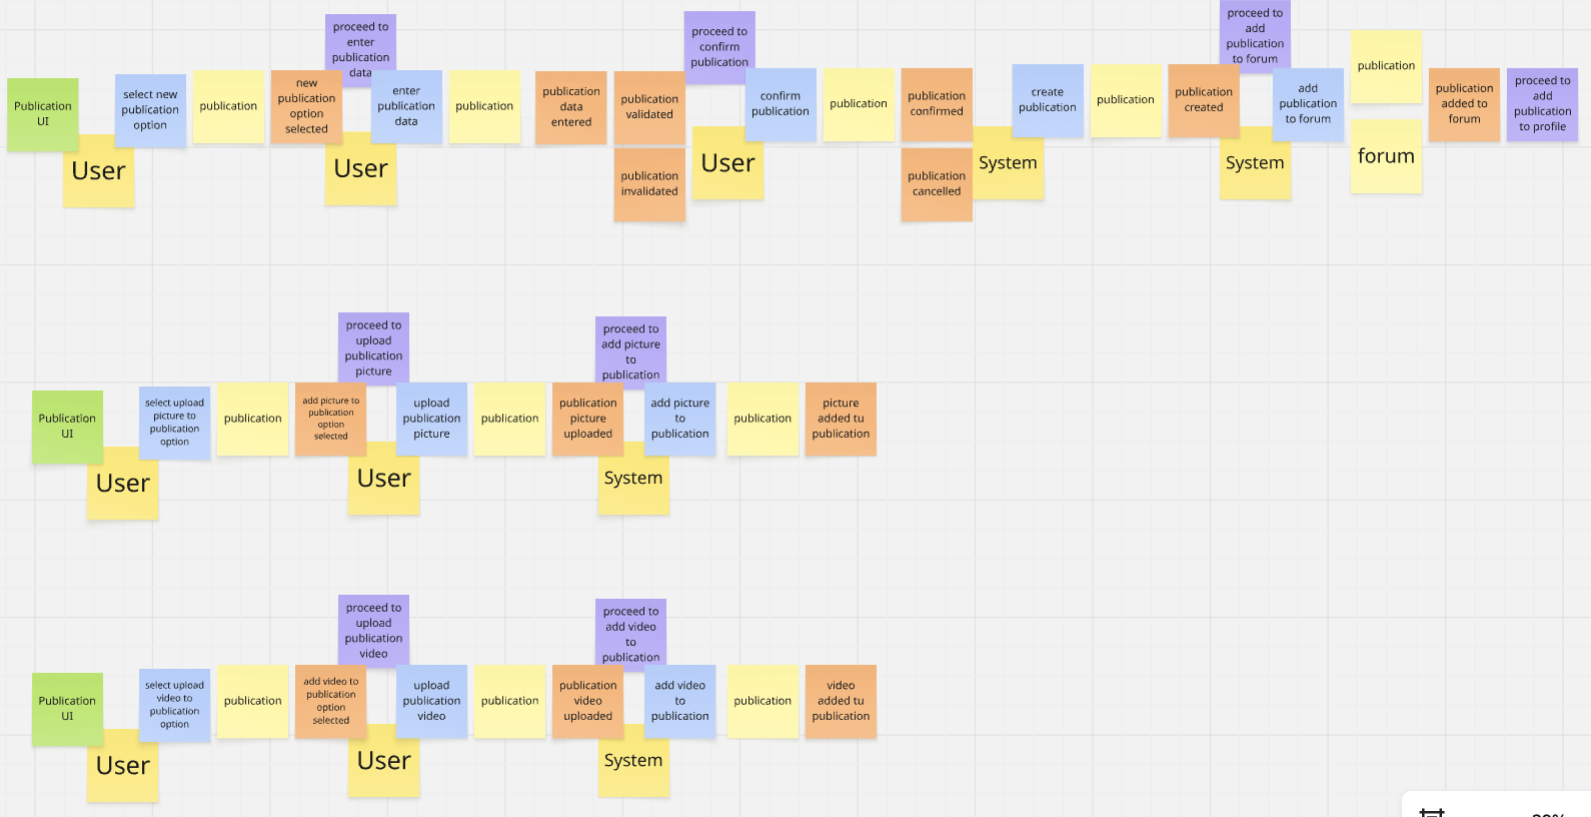 proceed to
enter
publication
data
proceed to
confirm
publication
proceed to
add
publication
to forum
Publication
UI
select new
publication
option
publication
new
publication
option
selected
enter
publication
data
publication
publication
data
entered
publication
validated
confirm
publication
publication
publication
confirmed
create
publication
publication
publication
created
add
publication
to forum
publication
publication
added to
forum
proceed to
add
publication
to profile
User
User
publication
invalidated
User
publication
cancelled
System
System
forum
proceed to
upload
publication
picture
proceed to
add picture
to
publication
Publication
UI
select upload
picture to
publication
option
publication
add picture to
publication
option
selected
upload
publication
picture
publication
publication
picture
uploaded
add picture
to
publication
publication
picture
added tu
publication
User
User
System
proceed to
upload
publication
video
proceed to
add video
to
publication
Publication
UI
select upload
video to
publication
option
publication
add video to
publication
option
selected
upload
publication
video
publication
publication
video
uploaded
add video
to
publication
publication
video
added tu
publication
User
User
System